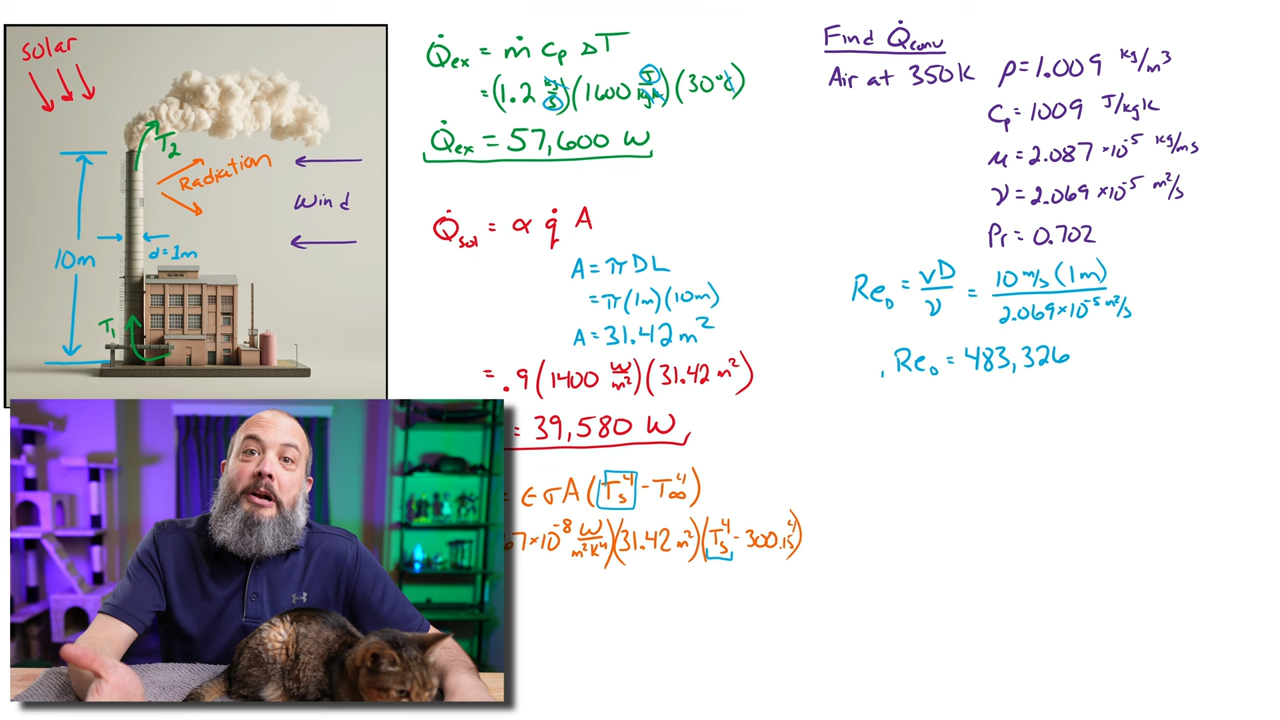 Solar
T2
Radiation
Wind
10m
d=1m
T1
Q̇ex = ṁ Cp ΔT
=(1.2 kg/s)(1600 J/kgK)(30°K)
Q̇ex = 57,600 W
Q̇sol = α q̇ A
A=πDL
=π(1m)(10m)
A=31.42 m²
= .9(1400 W/m²)(31.42 m²)
= 39,580 W
= ϵσA(Ts⁴-T∞⁴)
67×10⁻⁸ W/m²K⁴)(31.42 m²)(Ts⁴-300.15⁴)
Find Q̇conv
Air at 350K ρ=1.009 kg/m³
Cp=1009 J/kgK
μ=2.087×10⁻⁵ kg/ms
ν=2.069×10⁻⁵ m²/s
Pr=0.702
ReD = vD/ν = 10 m/s (1m)/2.069×10⁻⁵ m²/s
ReD = 483,326